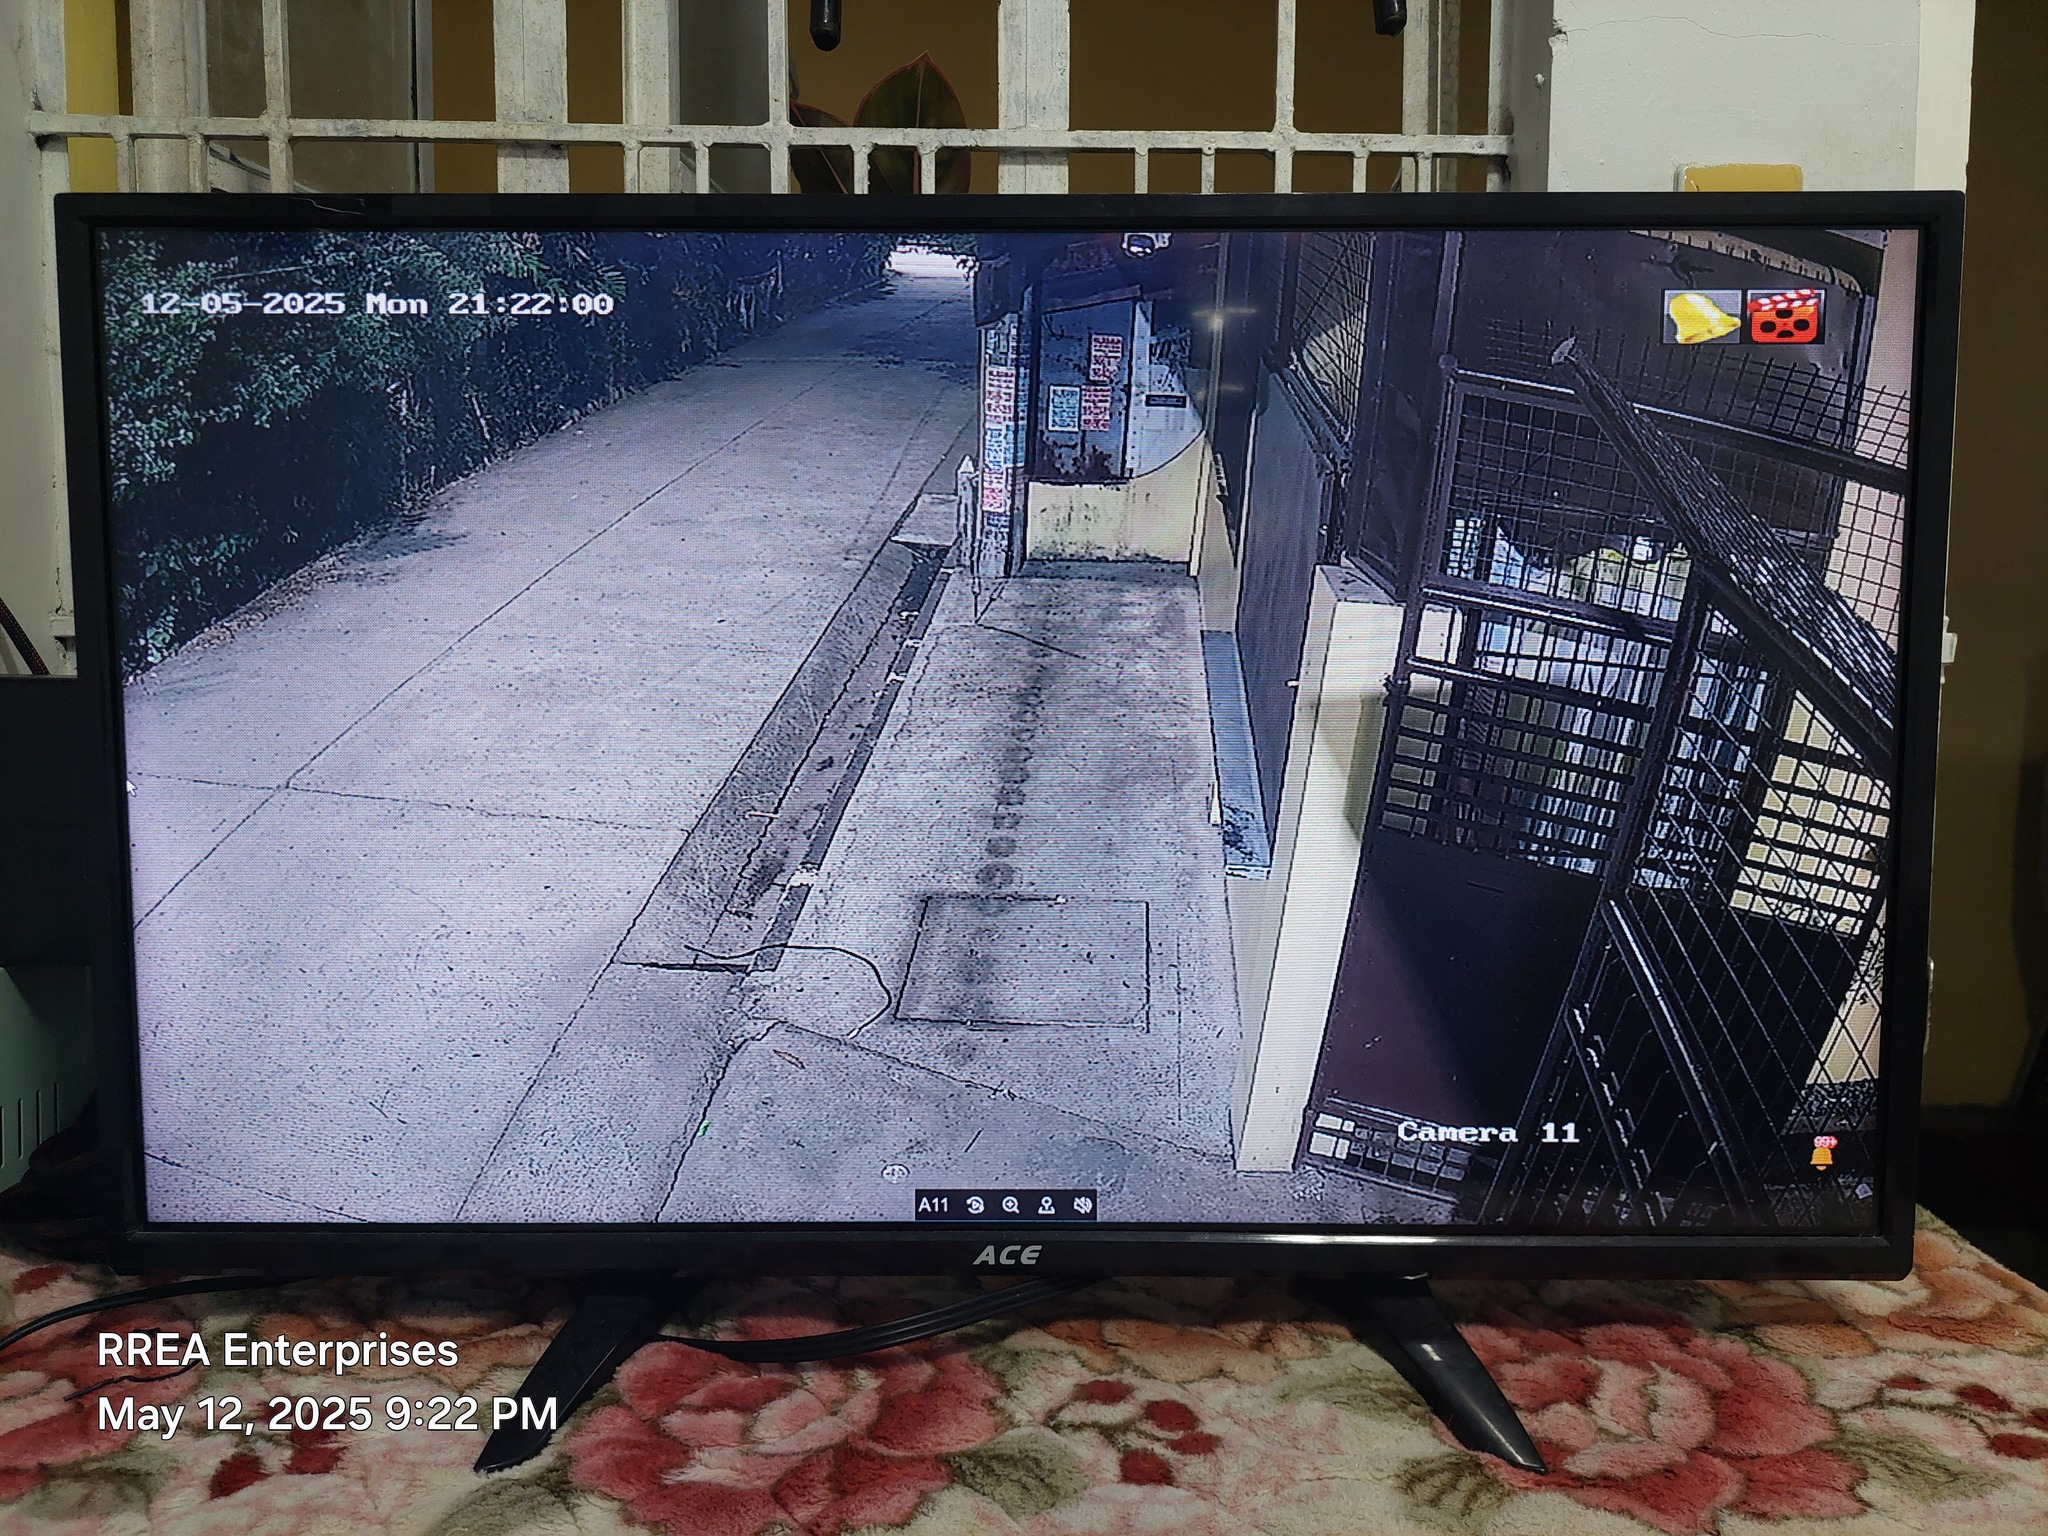 12-05-2025 Mon 21:22:00
Camera 11
99+
A11
ACE
RREA Enterprises
May 12, 2025 9:22 PM